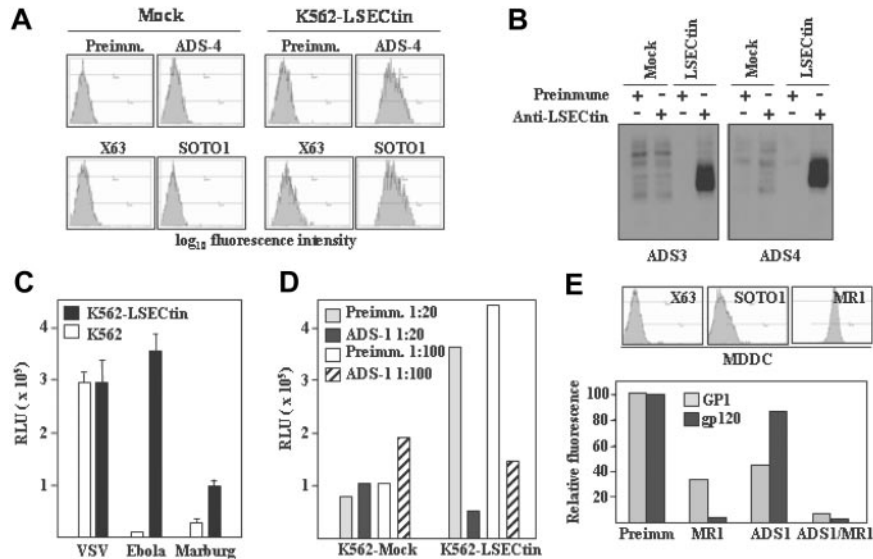 A
Mock
K562-LSECtin
Preimm.
ADS-4
Preimm.
ADS-4
X63
SOTO1
X63
SOTO1
log10 fluorescence intensity
B
Mock
LSECtin
Mock
LSECtin
Preinmune + - + - + - + -
Anti-LSECtin - + - + - + - +
ADS3
ADS4
C
K562-LSECtin
K562
RLU ( x 10⁵)
4
3
2
1
VSV
Ebola
Marburg
D
Preimm. 1:20
ADS-1 1:20
Preimm. 1:100
ADS-1 1:100
RLU ( x 10⁵)
4
3
2
1
K562-Mock
K562-LSECtin
E
X63
SOTO1
MR1
MDDC
GP1
gp120
Relative fluorescence
100
80
60
40
20
Preimm
MR1
ADS1
ADS1/MR1